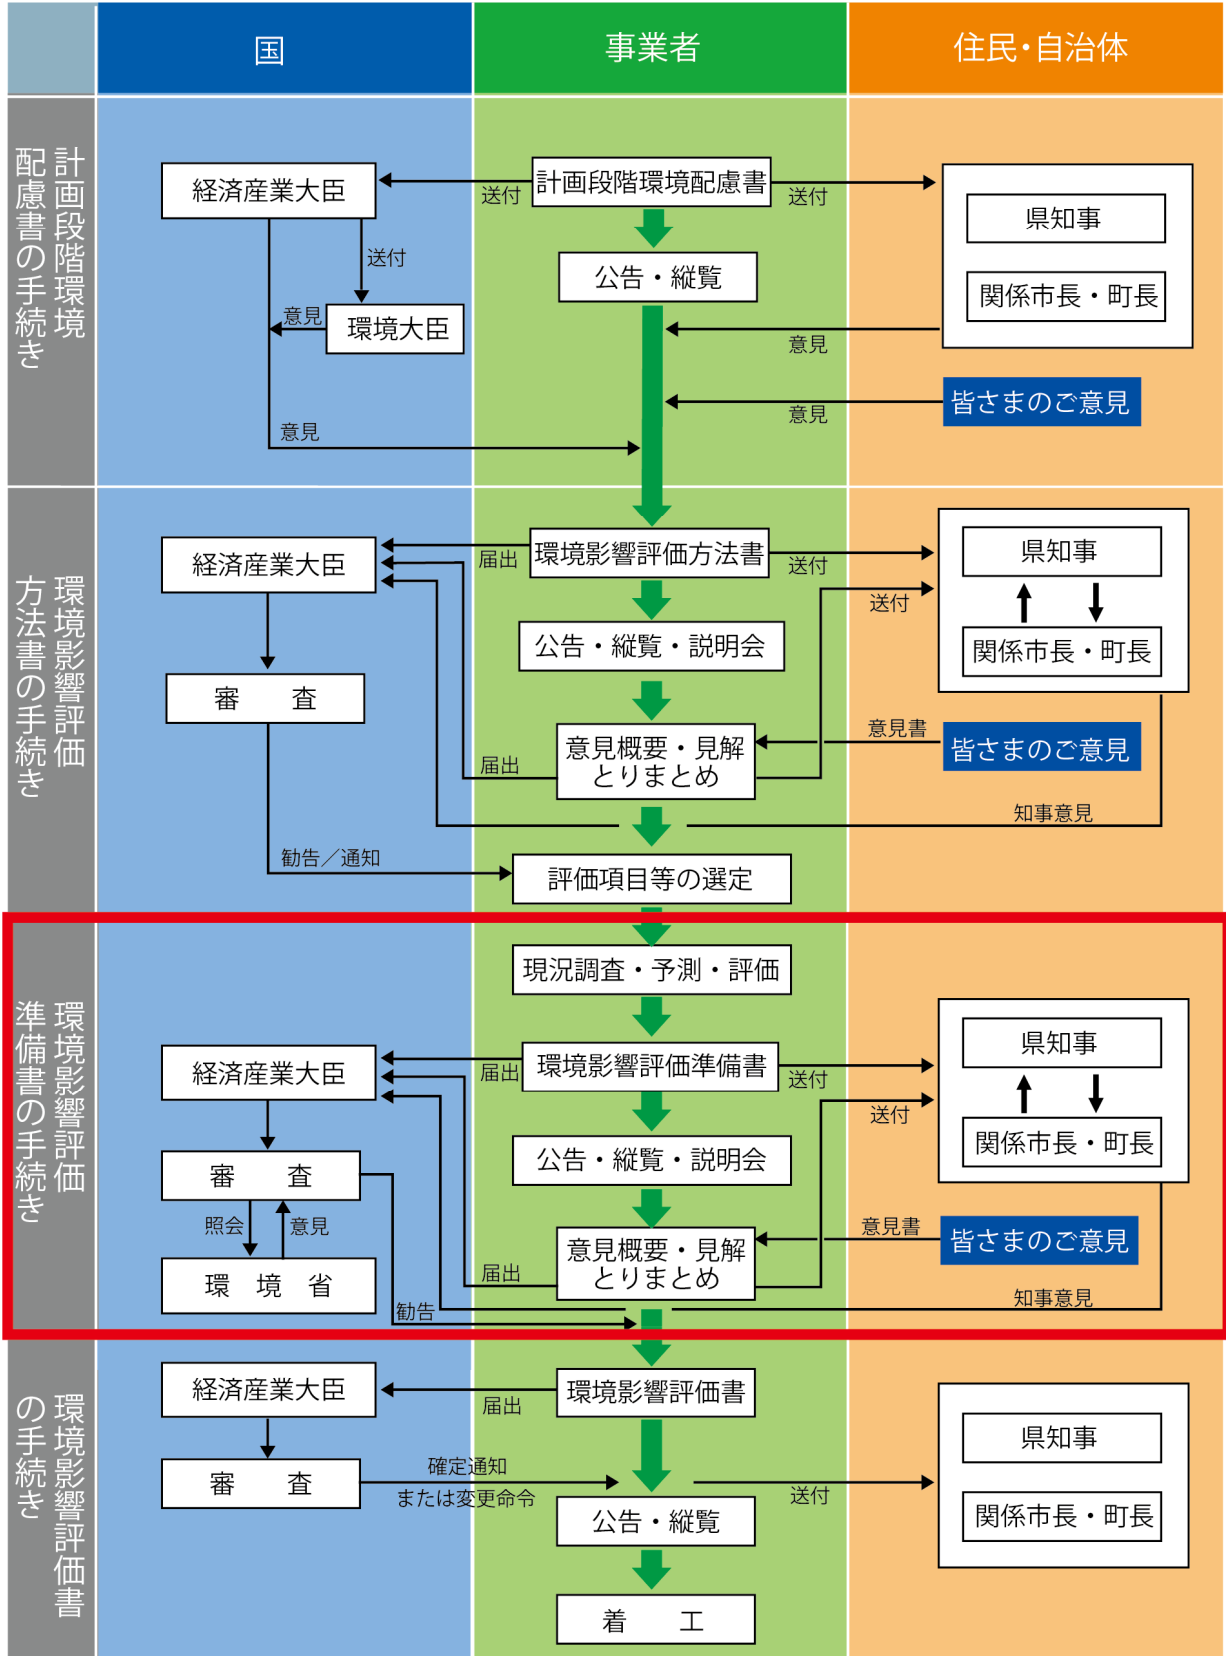 国
事業者
住民・自治体
計画段階環境
配慮書の手続き
経済産業大臣
送付
計画段階環境配慮書
送付
県知事
送付
公告・縦覧
関係市長・町長
意見
環境大臣
意見
皆さまのご意見
意見
意見
環境影響評価
方法書の手続き
経済産業大臣
届出
環境影響評価方法書
送付
県知事
送付
公告・縦覧・説明会
関係市長・町長
審　査
意見概要・見解
とりまとめ
意見書
皆さまのご意見
届出
知事意見
勧告／通知
評価項目等の選定
環境影響評価
準備書の手続き
現況調査・予測・評価
経済産業大臣
届出
環境影響評価準備書
送付
県知事
送付
公告・縦覧・説明会
関係市長・町長
審　査
照会
意見
意見概要・見解
とりまとめ
意見書
皆さまのご意見
環　境　省
届出
勧告
知事意見
環境影響評価書
の手続き
経済産業大臣
届出
環境影響評価書
県知事
審　査
確定通知
または変更命令
送付
公告・縦覧
関係市長・町長
着　工